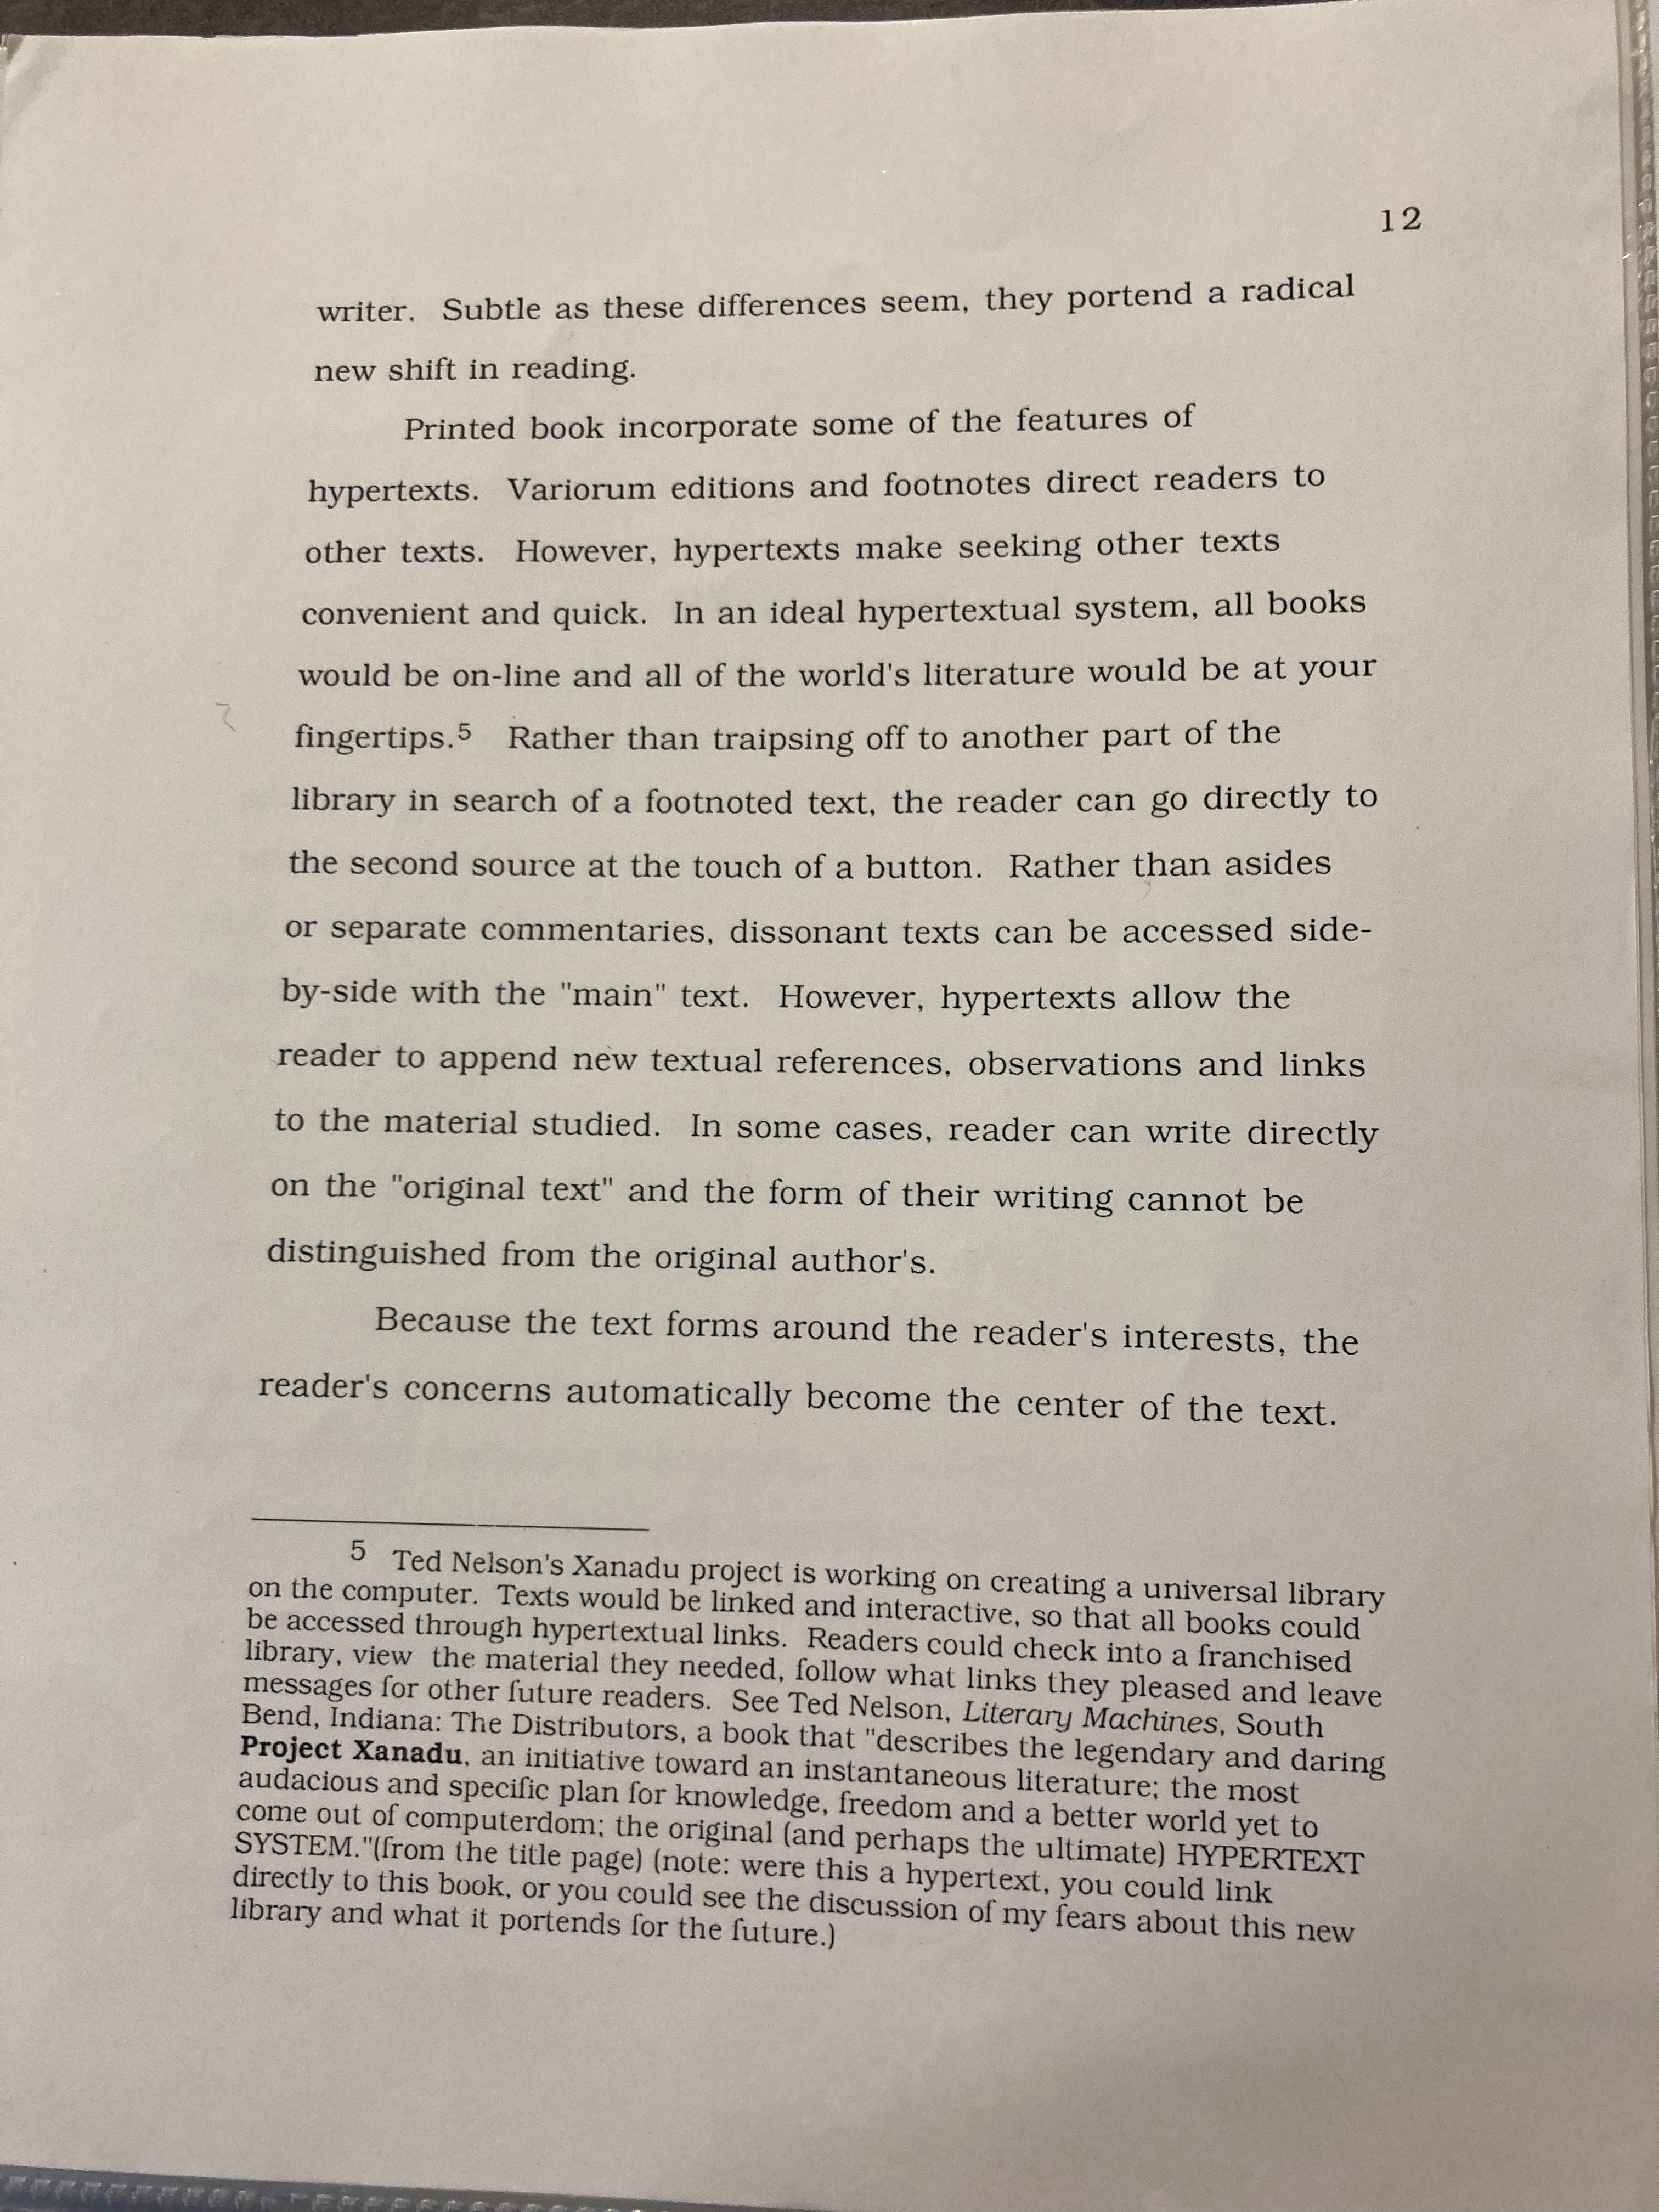 12
writer. Subtle as these differences seem, they portend a radical
new shift in reading.
Printed book incorporate some of the features of
hypertexts. Variorum editions and footnotes direct readers to
other texts. However, hypertexts make seeking other texts
convenient and quick. In an ideal hypertextual system, all books
would be on-line and all of the world's literature would be at your
fingertips.5 Rather than traipsing off to another part of the
library in search of a footnoted text, the reader can go directly to
the second source at the touch of a button. Rather than asides
or separate commentaries, dissonant texts can be accessed side-
by-side with the "main" text. However, hypertexts allow the
reader to append new textual references, observations and links
to the material studied. In some cases, reader can write directly
on the "original text" and the form of their writing cannot be
distinguished from the original author's.
Because the text forms around the reader's interests, the
reader's concerns automatically become the center of the text.
5 Ted Nelson's Xanadu project is working on creating a universal library
on the computer. Texts would be linked and interactive, so that all books could
be accessed through hypertextual links. Readers could check into a franchised
library, view the material they needed, follow what links they pleased and leave
messages for other future readers. See Ted Nelson, Literary Machines, South
Bend, Indiana: The Distributors, a book that "describes the legendary and daring
Project Xanadu, an initiative toward an instantaneous literature; the most
audacious and specific plan for knowledge, freedom and a better world yet to
come out of computerdom; the original (and perhaps the ultimate) HYPERTEXT
SYSTEM."(from the title page) (note: were this a hypertext, you could link
directly to this book, or you could see the discussion of my fears about this new
library and what it portends for the future.)